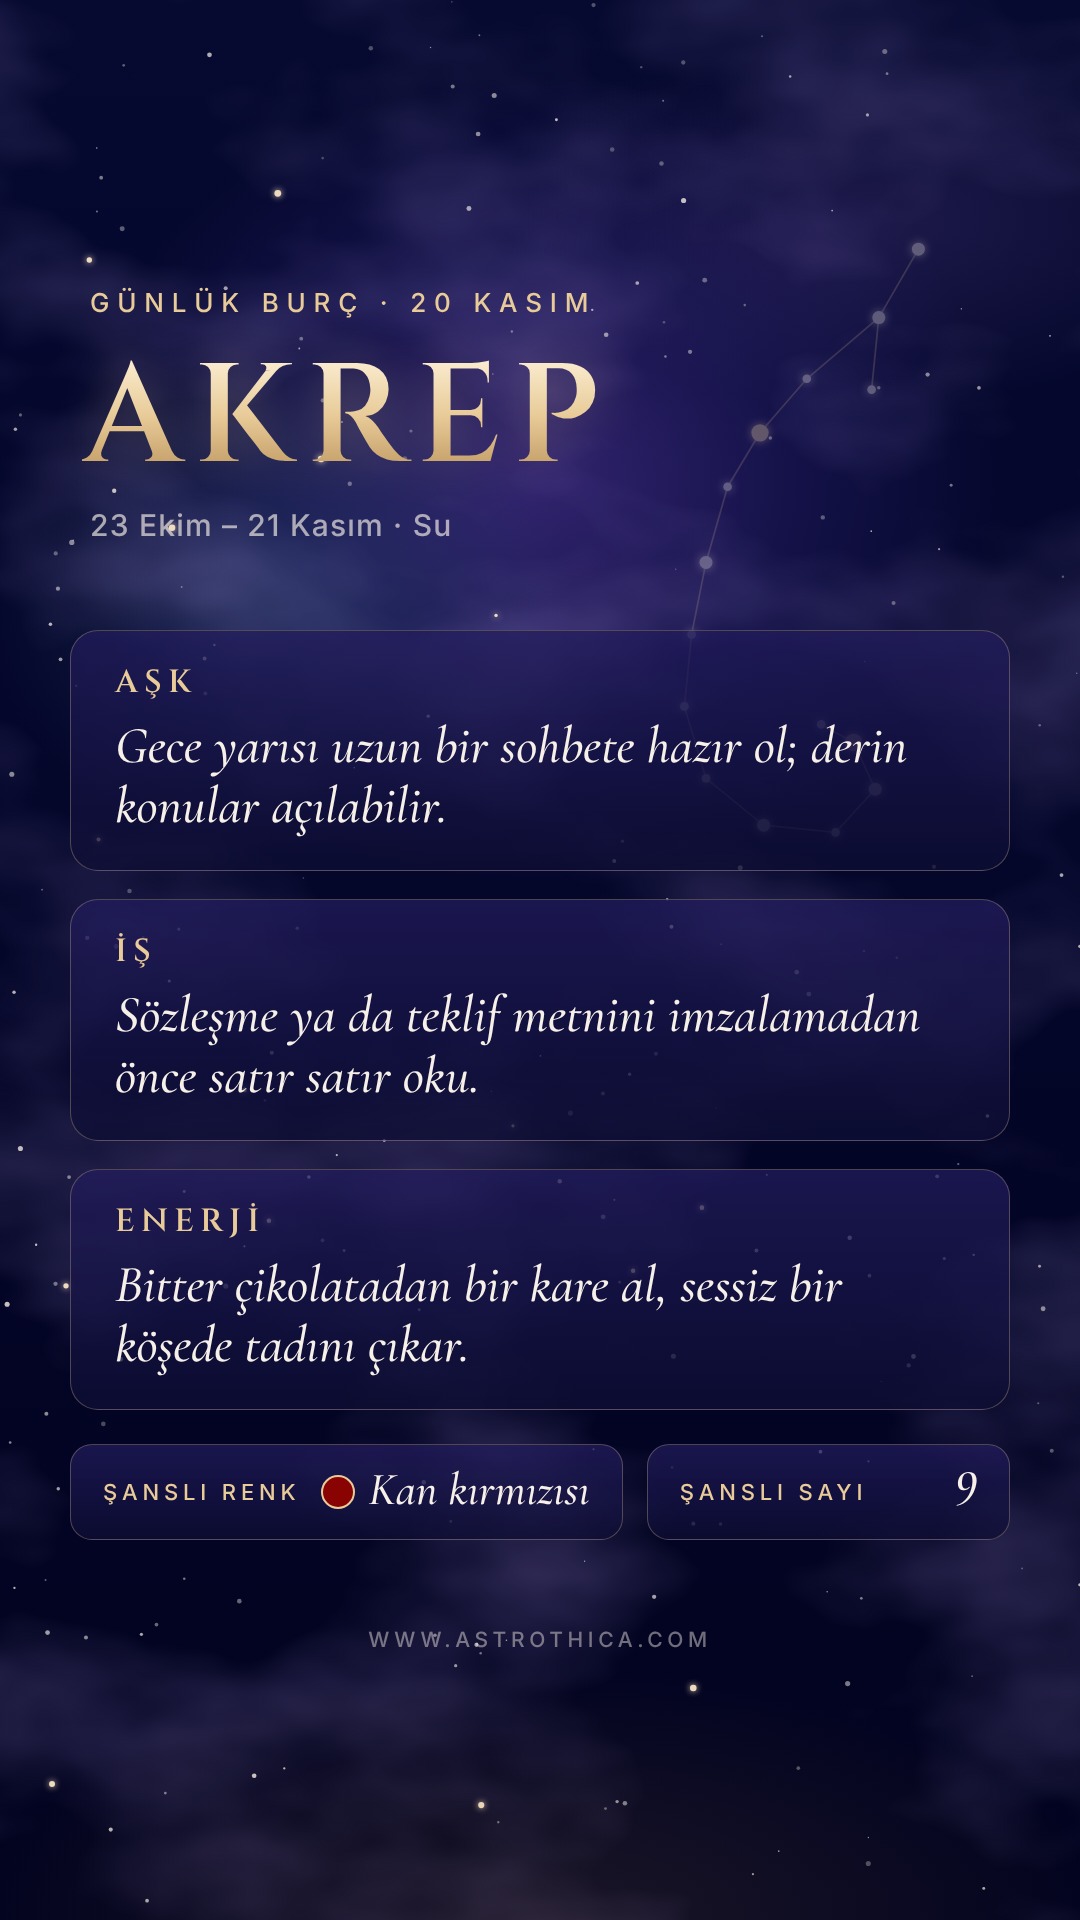 GÜNLÜK BURÇ · 20 KASIM
AKREP
23 Ekim – 21 Kasım · Su
AŞK
Gece yarısı uzun bir sohbete hazır ol; derin
konular açılabilir.
İŞ
Sözleşme ya da teklif metnini imzalamadan
önce satır satır oku.
ENERJİ
Bitter çikolatadan bir kare al, sessiz bir
köşede tadını çıkar.
ŞANSLI RENK Kan kırmızısı
ŞANSLI SAYI 9
WWW.ASTROTHICA.COM